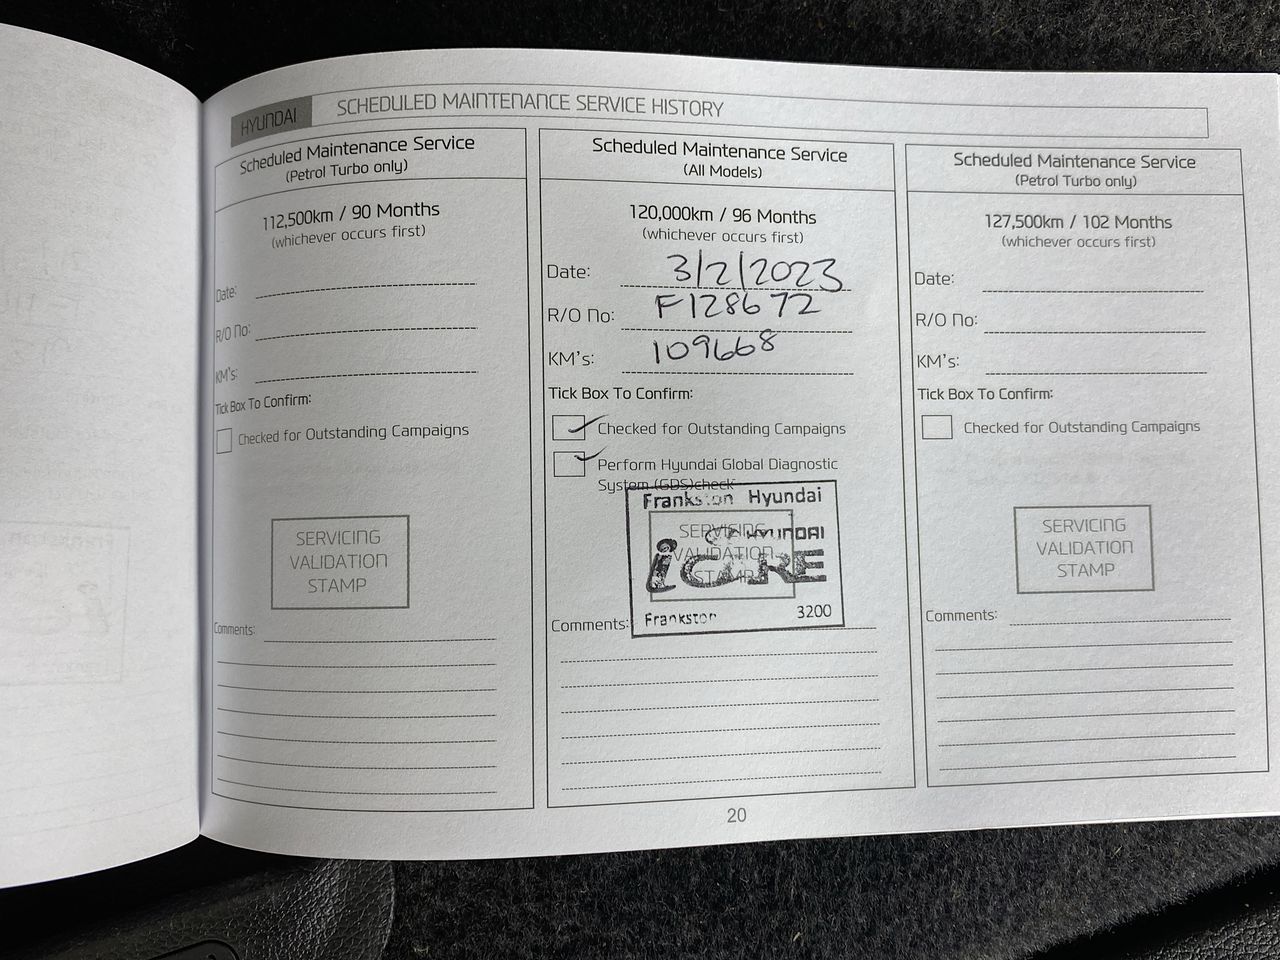 HYUNDAI
SCHEDULED MAINTENANCE SERVICE HISTORY
Scheduled Maintenance Service
(Petrol Turbo only)
112,500km / 90 Months
(whichever occurs first)
Date:
R/O No:
KM's:
Tick Box To Confirm:
Checked for Outstanding Campaigns
SERVICING
VALIDATION
STAMP
Comments:
Scheduled Maintenance Service
(All Models)
120,000km / 96 Months
(whichever occurs first)
Date: 3/2/2023
R/O No: F128672
KM's: 109668
Tick Box To Confirm:
Checked for Outstanding Campaigns
Perform Hyundai Global Diagnostic
System (GDS)check
Frankston Hyundai
SERVICING
HYUNDAI
VALIDATION
iCARE
STAMP
Frankston 3200
Comments:
Scheduled Maintenance Service
(Petrol Turbo only)
127,500km / 102 Months
(whichever occurs first)
Date:
R/O No:
KM's:
Tick Box To Confirm:
Checked for Outstanding Campaigns
SERVICING
VALIDATION
STAMP
Comments:
20